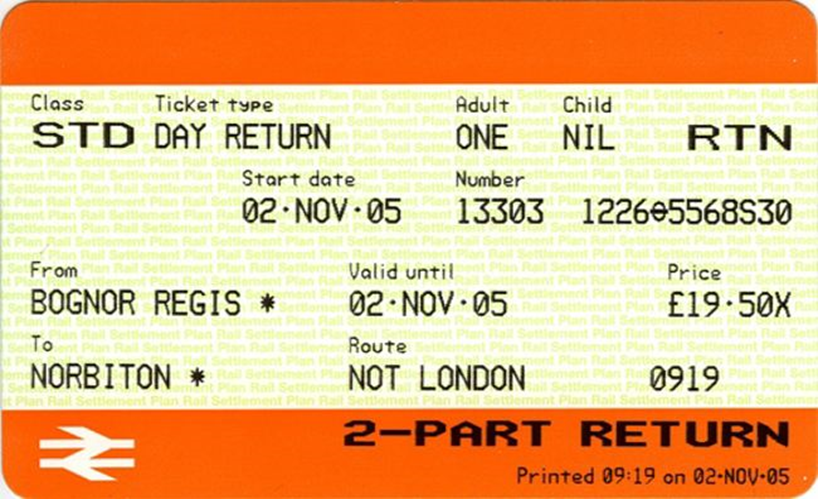 Class Ticket type Adult Child
STD DAY RETURN ONE NIL RTN
Start date Number
02·NOV·05 13303 1226⊖5568S30
From Valid until Price
BOGNOR REGIS * 02·NOV·05 £19·50X
To Route
NORBITON * NOT LONDON 0919
2-PART RETURN
Printed 09:19 on 02·NOV·05